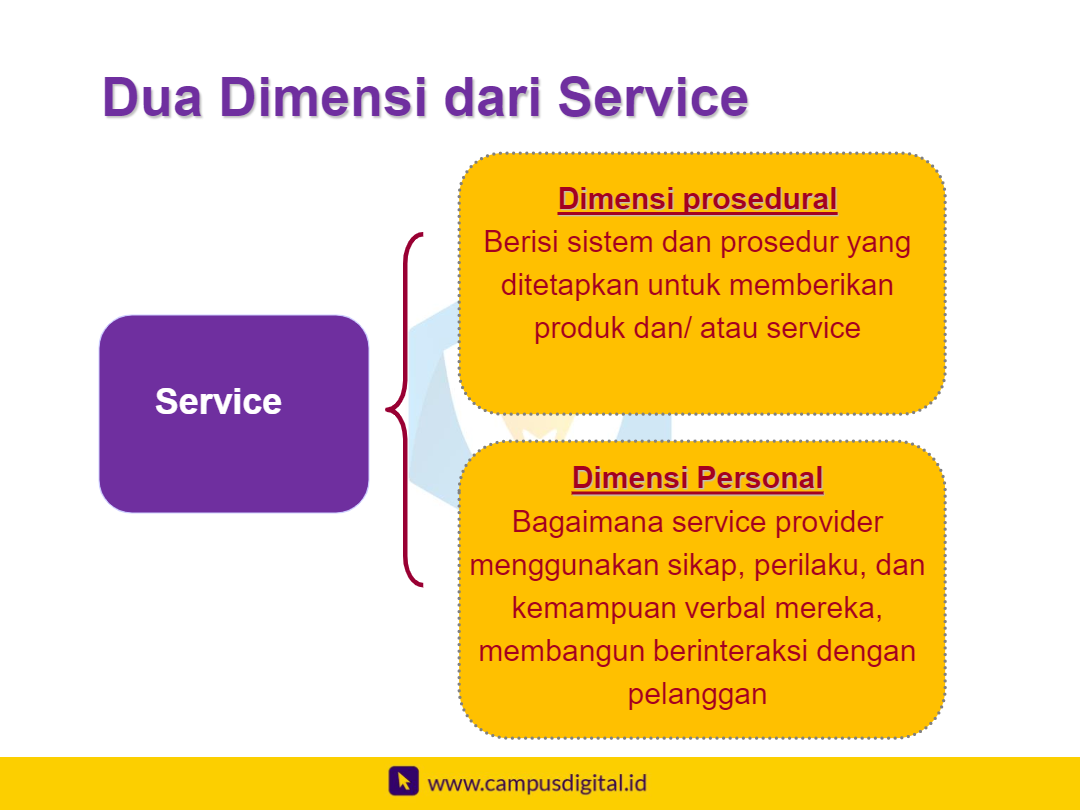 Dua Dimensi dari Service
Service
Dimensi prosedural
Berisi sistem dan prosedur yang
ditetapkan untuk memberikan
produk dan/ atau service
Dimensi Personal
Bagaimana service provider
menggunakan sikap, perilaku, dan
kemampuan verbal mereka,
membangun berinteraksi dengan
pelanggan
www.campusdigital.id